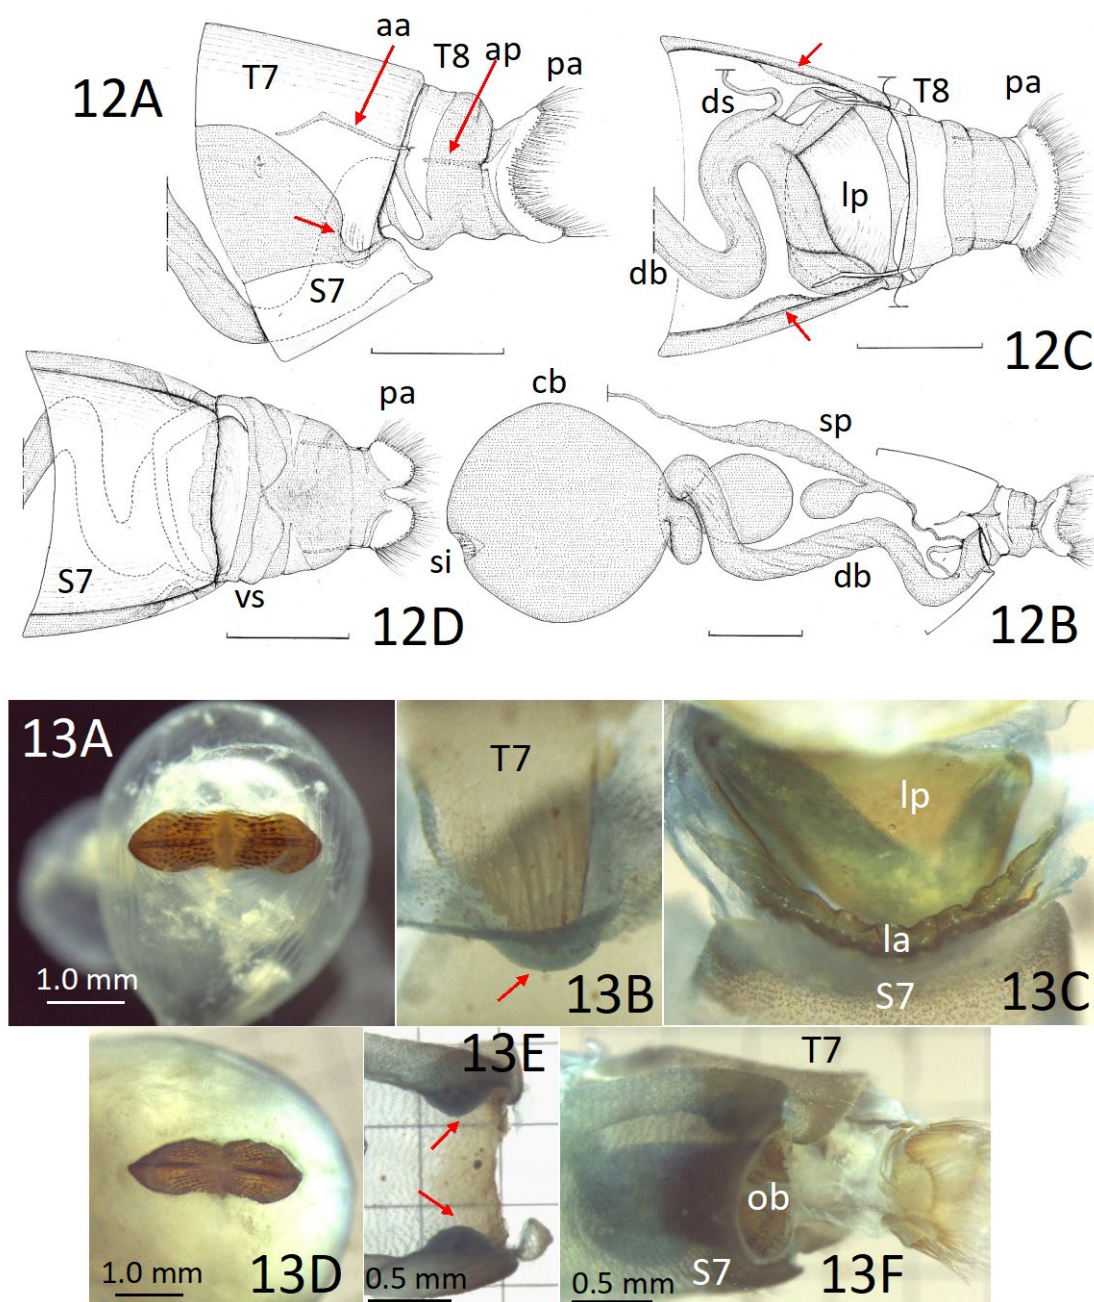 12A
T7
aa
T8
ap
pa
S7
ds
T8
pa
lp
db
12C
pa
S7
vs
12D
cb
sp
si
db
12B
13A
1.0 mm
T7
13B
lp
la
S7
13C
1.0 mm
13D
13E
0.5 mm
T7
ob
S7
0.5 mm
13F